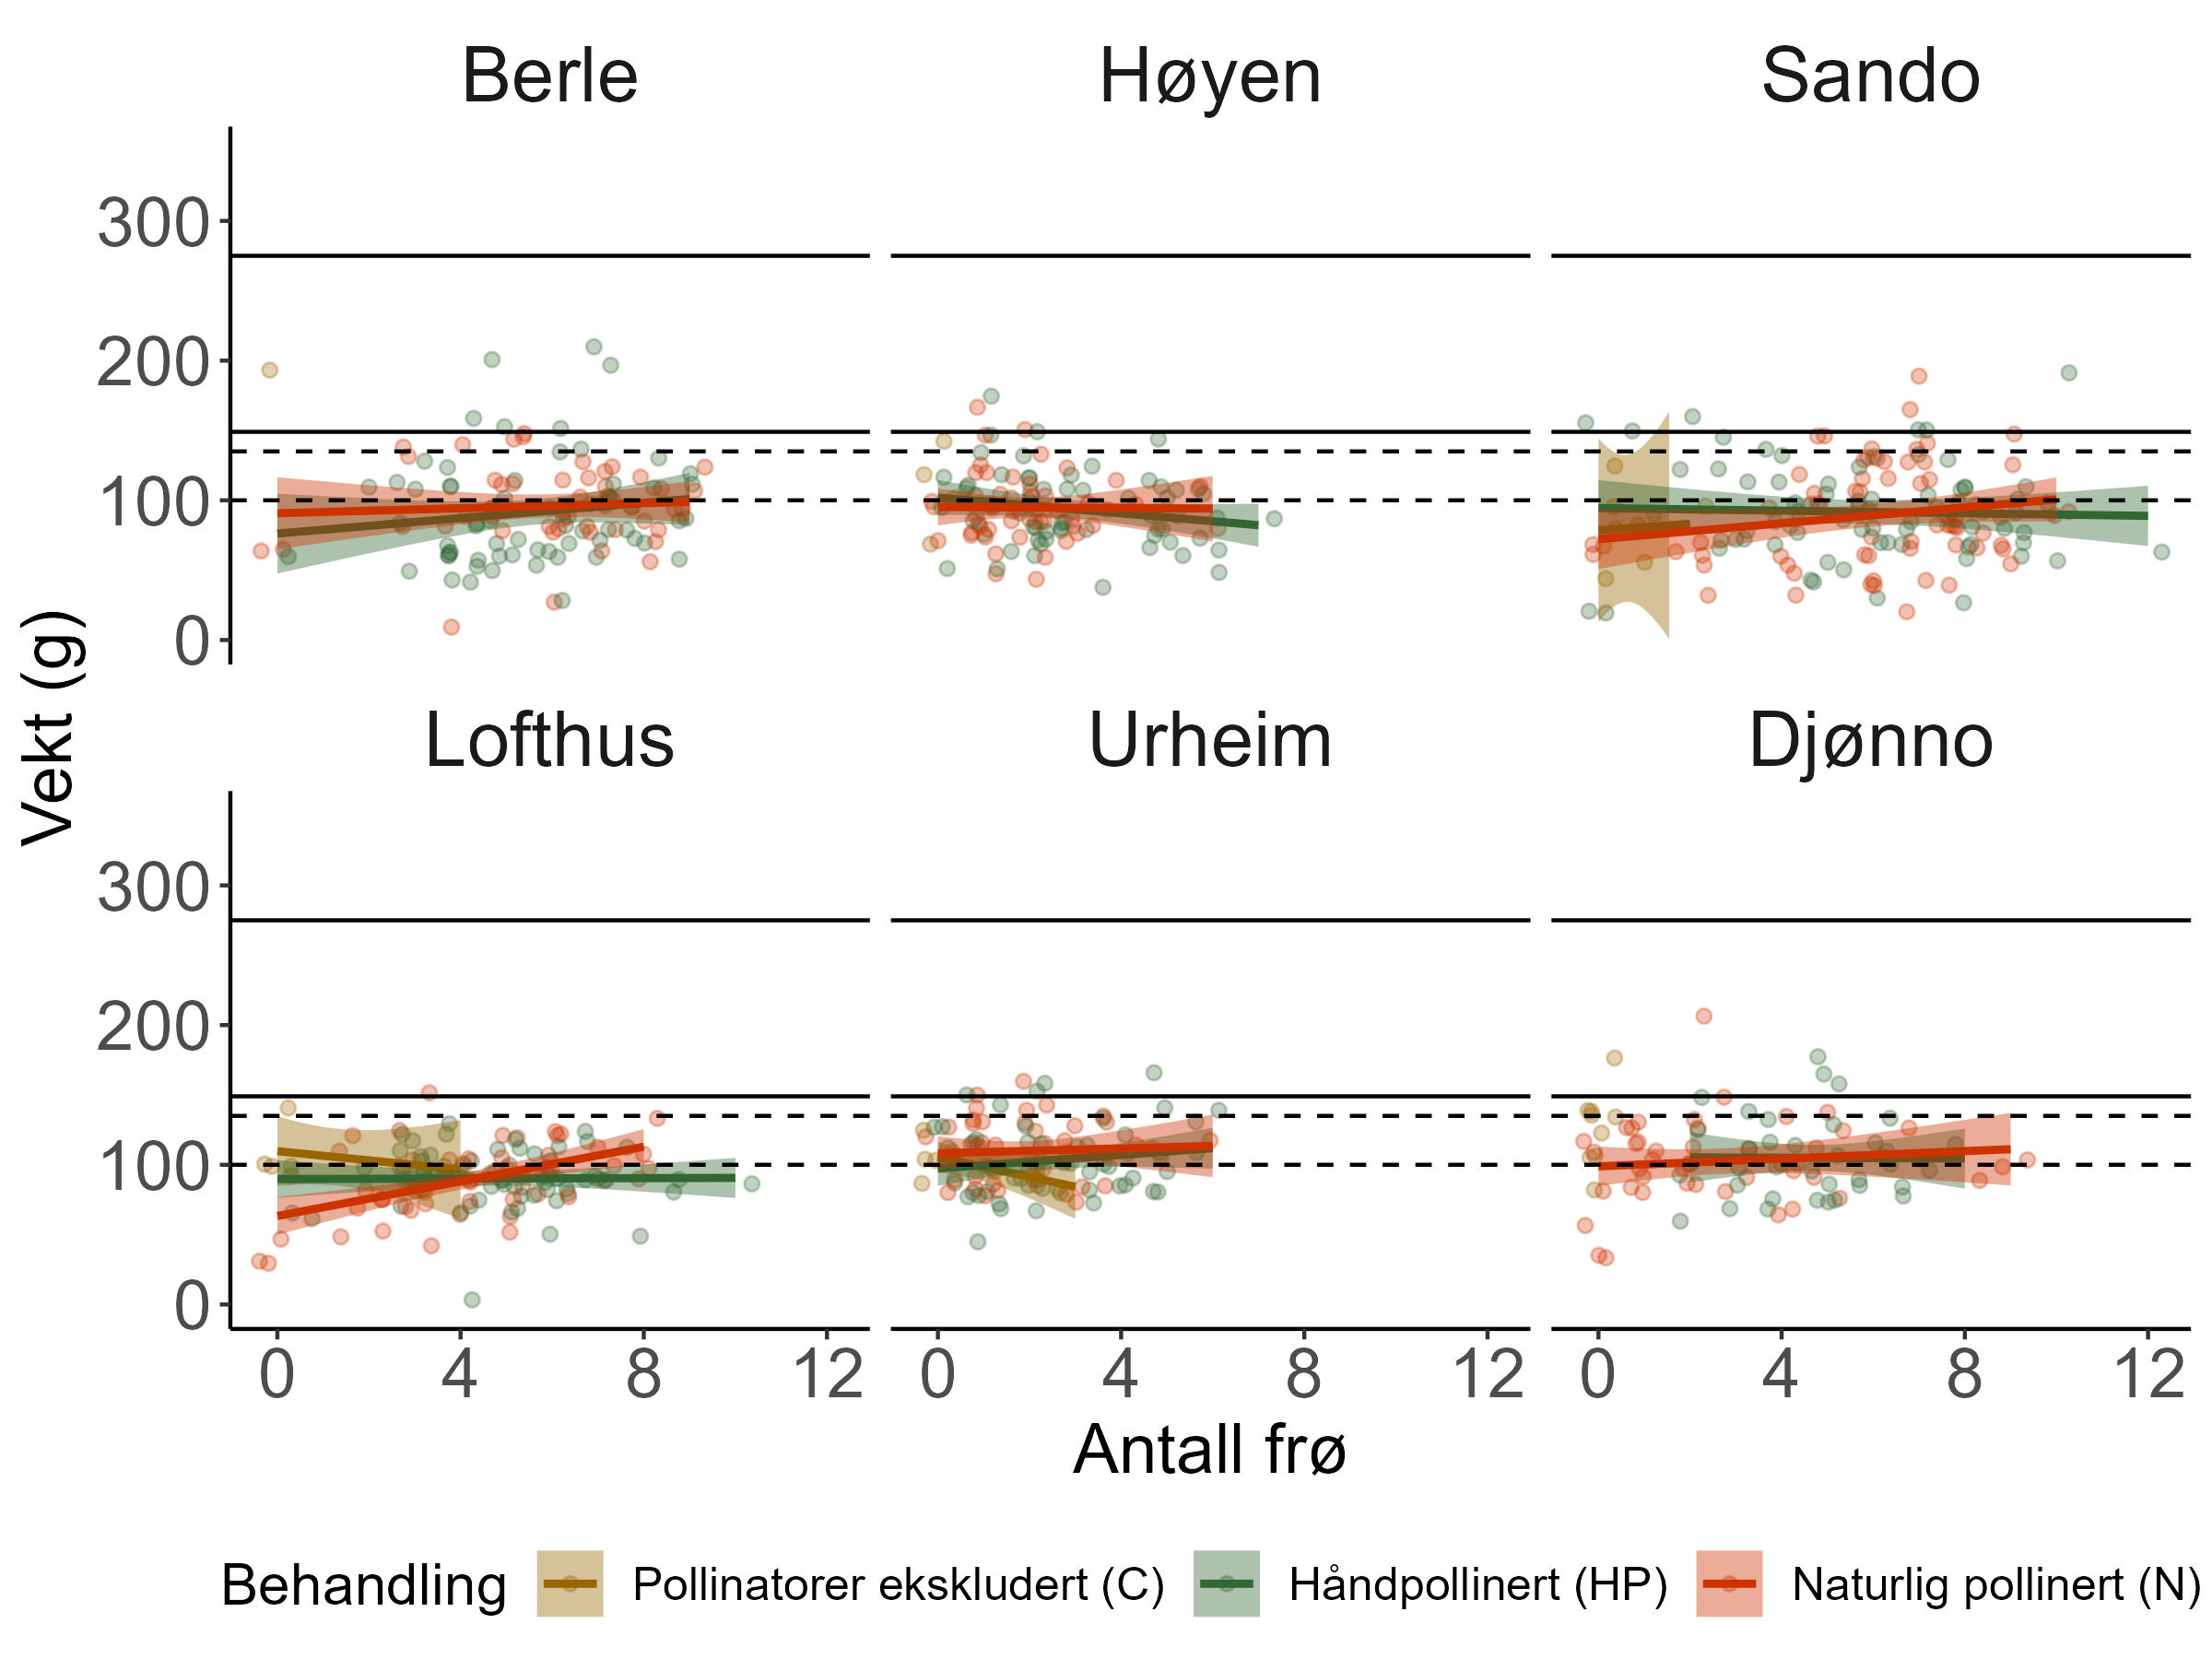 Berle Høyen Sando
300
200
100
0
Vekt (g)
Lofthus Urheim Djønno
300
200
100
0
0 4 8 12 0 4 8 12 0 4 8 12
Antall frø
Behandling Pollinatorer ekskludert (C) Håndpollinert (HP) Naturlig pollinert (N)